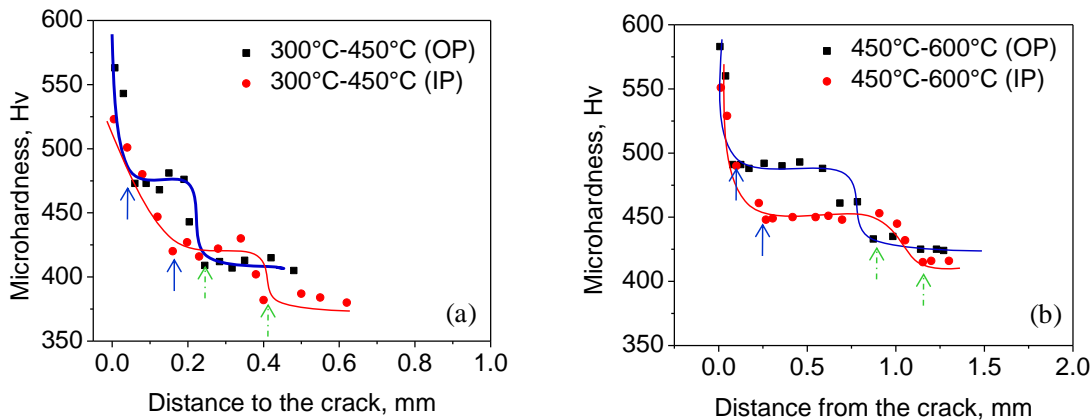 600
550
500
450
400
350
Microhardness, Hv
300°C-450°C (OP)
300°C-450°C (IP)
(a)
0.0 0.2 0.4 0.6 0.8 1.0
Distance to the crack, mm
600
550
500
450
400
350
Microhardness, Hv
450°C-600°C (OP)
450°C-600°C (IP)
(b)
0.0 0.5 1.0 1.5 2.0
Distance from the crack, mm